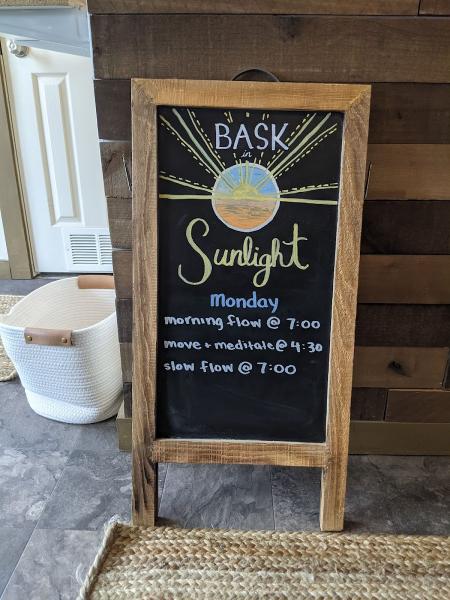 BASK
in
Sunlight
monday
morning flow @ 7:00
move + meditate @ 4:30
slow flow @ 7:00